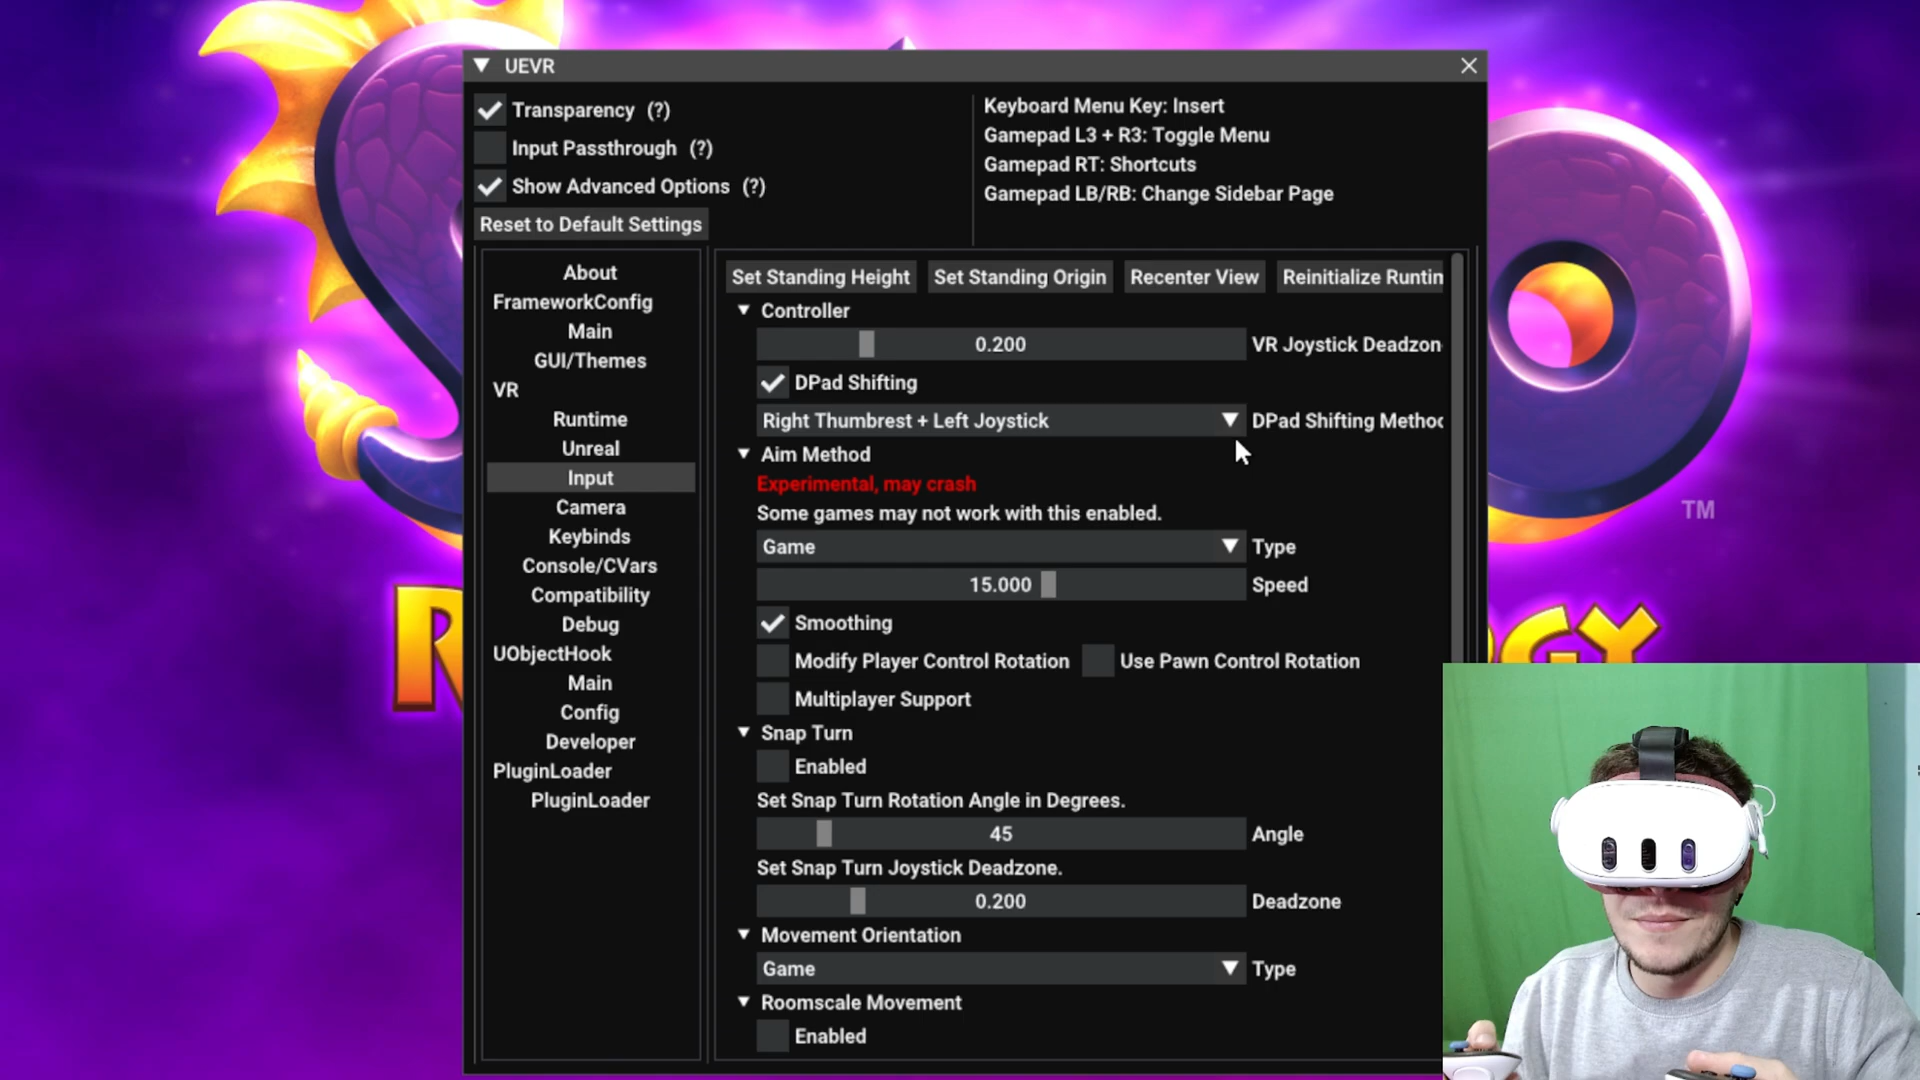 UEVR
Transparency (?)
Input Passthrough (?)
Show Advanced Options (?)
Reset to Default Settings
Keyboard Menu Key: Insert
Gamepad L3 + R3: Toggle Menu
Gamepad RT: Shortcuts
Gamepad LB/RB: Change Sidebar Page
About
FrameworkConfig
Main
GUI/Themes
VR
Runtime
Unreal
Input
Camera
Keybinds
Console/CVars
Compatibility
Debug
UObjectHook
Main
Config
Developer
PluginLoader
PluginLoader
Set Standing Height
Set Standing Origin
Recenter View
Reinitialize Runtin
Controller
0.200 VR Joystick Deadzon
DPad Shifting
Right Thumbrest + Left Joystick DPad Shifting Method
Aim Method
Experimental, may crash
Some games may not work with this enabled.
Game Type
15.000 Speed
Smoothing
Modify Player Control Rotation Use Pawn Control Rotation
Multiplayer Support
Snap Turn
Enabled
Set Snap Turn Rotation Angle in Degrees.
45 Angle
Set Snap Turn Joystick Deadzone.
0.200 Deadzone
Movement Orientation
Game Type
Roomscale Movement
Enabled
TM